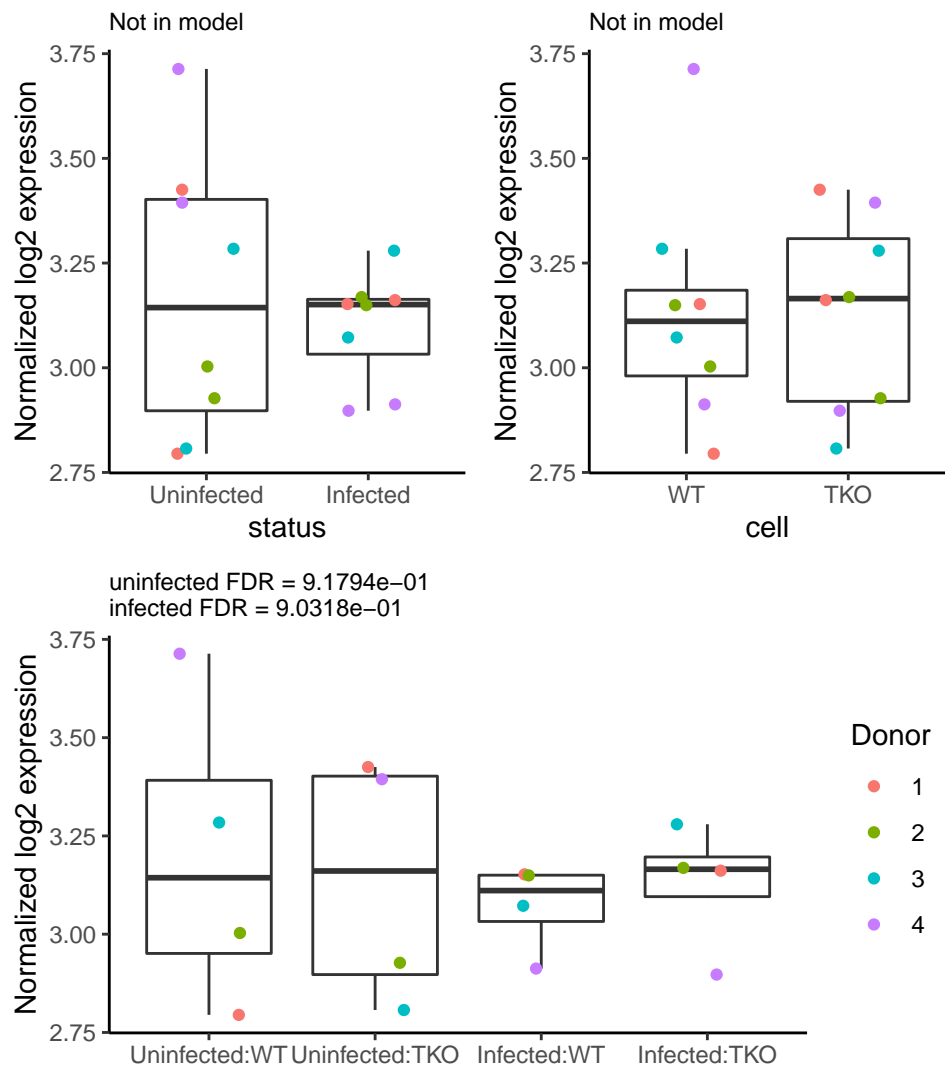 Not in model
Normalized log2 expression
3.75
3.50
3.25
3.00
2.75
Uninfected Infected
status
Not in model
Normalized log2 expression
3.75
3.50
3.25
3.00
2.75
WT TKO
cell
uninfected FDR = 9.1794e−01
infected FDR = 9.0318e−01
Normalized log2 expression
3.75
3.50
3.25
3.00
2.75
Uninfected:WT Uninfected:TKO Infected:WT Infected:TKO
Donor
1
2
3
4